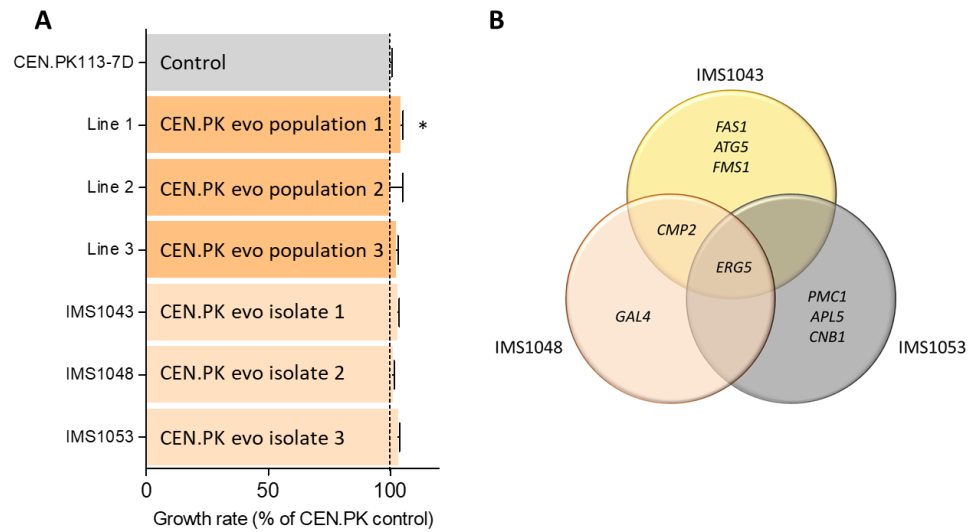 A
CEN.PK113-7D
Control
Line 1
CEN.PK evo population 1
*
Line 2
CEN.PK evo population 2
Line 3
CEN.PK evo population 3
IMS1043
CEN.PK evo isolate 1
IMS1048
CEN.PK evo isolate 2
IMS1053
CEN.PK evo isolate 3
0 50 100
Growth rate (% of CEN.PK control)
B
IMS1043
FAS1
ATG5
FMS1
CMP2
ERG5
GAL4
PMC1
APL5
CNB1
IMS1048
IMS1053